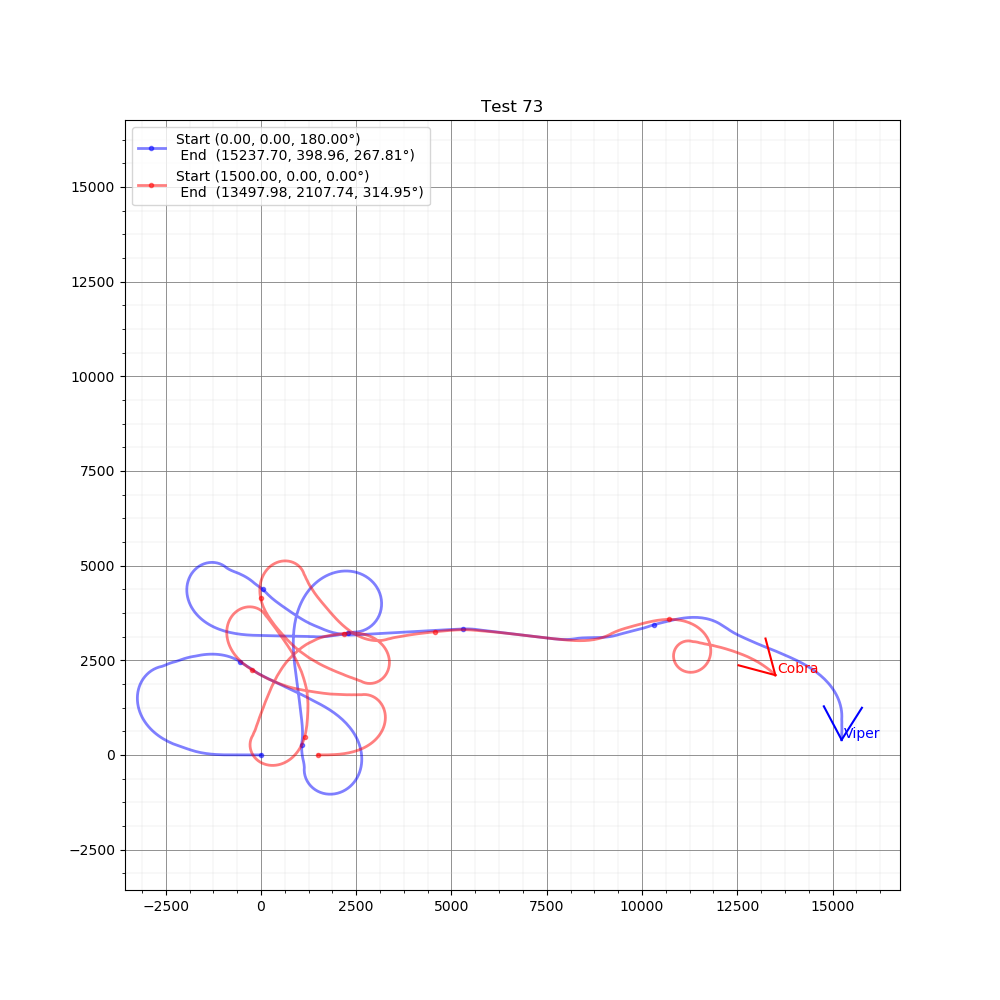 Test 73
Start (0.00, 0.00, 180.00°)
End (15237.70, 398.96, 267.81°)
Start (1500.00, 0.00, 0.00°)
End (13497.98, 2107.74, 314.95°)
15000
12500
10000
7500
5000
2500
0
−2500
Cobra
Viper
−2500 0 2500 5000 7500 10000 12500 15000